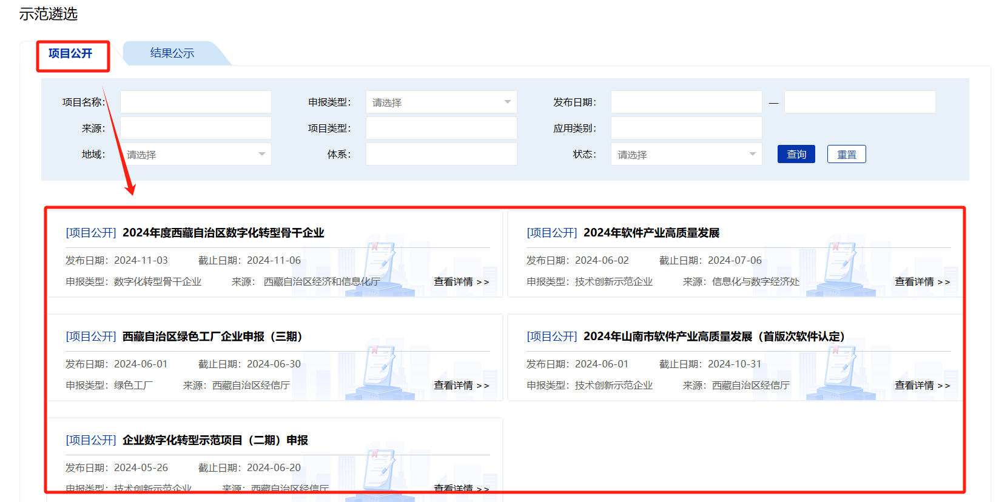 示范遴选
项目公开 结果公示
项目名称： 申报类型： 请选择 发布日期： —
来源： 项目类型： 应用类别：
地域： 请选择 体系： 状态： 请选择 查询 重置
[项目公开] 2024年度西藏自治区数字化转型骨干企业
发布日期：2024-11-03 截止日期：2024-11-06
申报类型：数字化转型骨干企业 来源： 西藏自治区经济和信息化厅 查看详情 >>
[项目公开] 2024年软件产业高质量发展
发布日期：2024-06-02 截止日期：2024-07-06
申报类型：技术创新示范企业 来源：信息化与数字经济处 查看详情 >>
[项目公开] 西藏自治区绿色工厂企业申报（三期）
发布日期：2024-06-01 截止日期：2024-06-30
申报类型：绿色工厂 来源：西藏自治区经信厅 查看详情 >>
[项目公开] 2024年山南市软件产业高质量发展（首版次软件认定）
发布日期：2024-06-01 截止日期：2024-10-31
申报类型：技术创新示范企业 来源：西藏自治区经信厅 查看详情 >>
[项目公开] 企业数字化转型示范项目（二期）申报
发布日期：2024-05-26 截止日期：2024-06-20
申报类型：技术创新示范企业 来源：西藏自治区经信厅 查看详情 >>